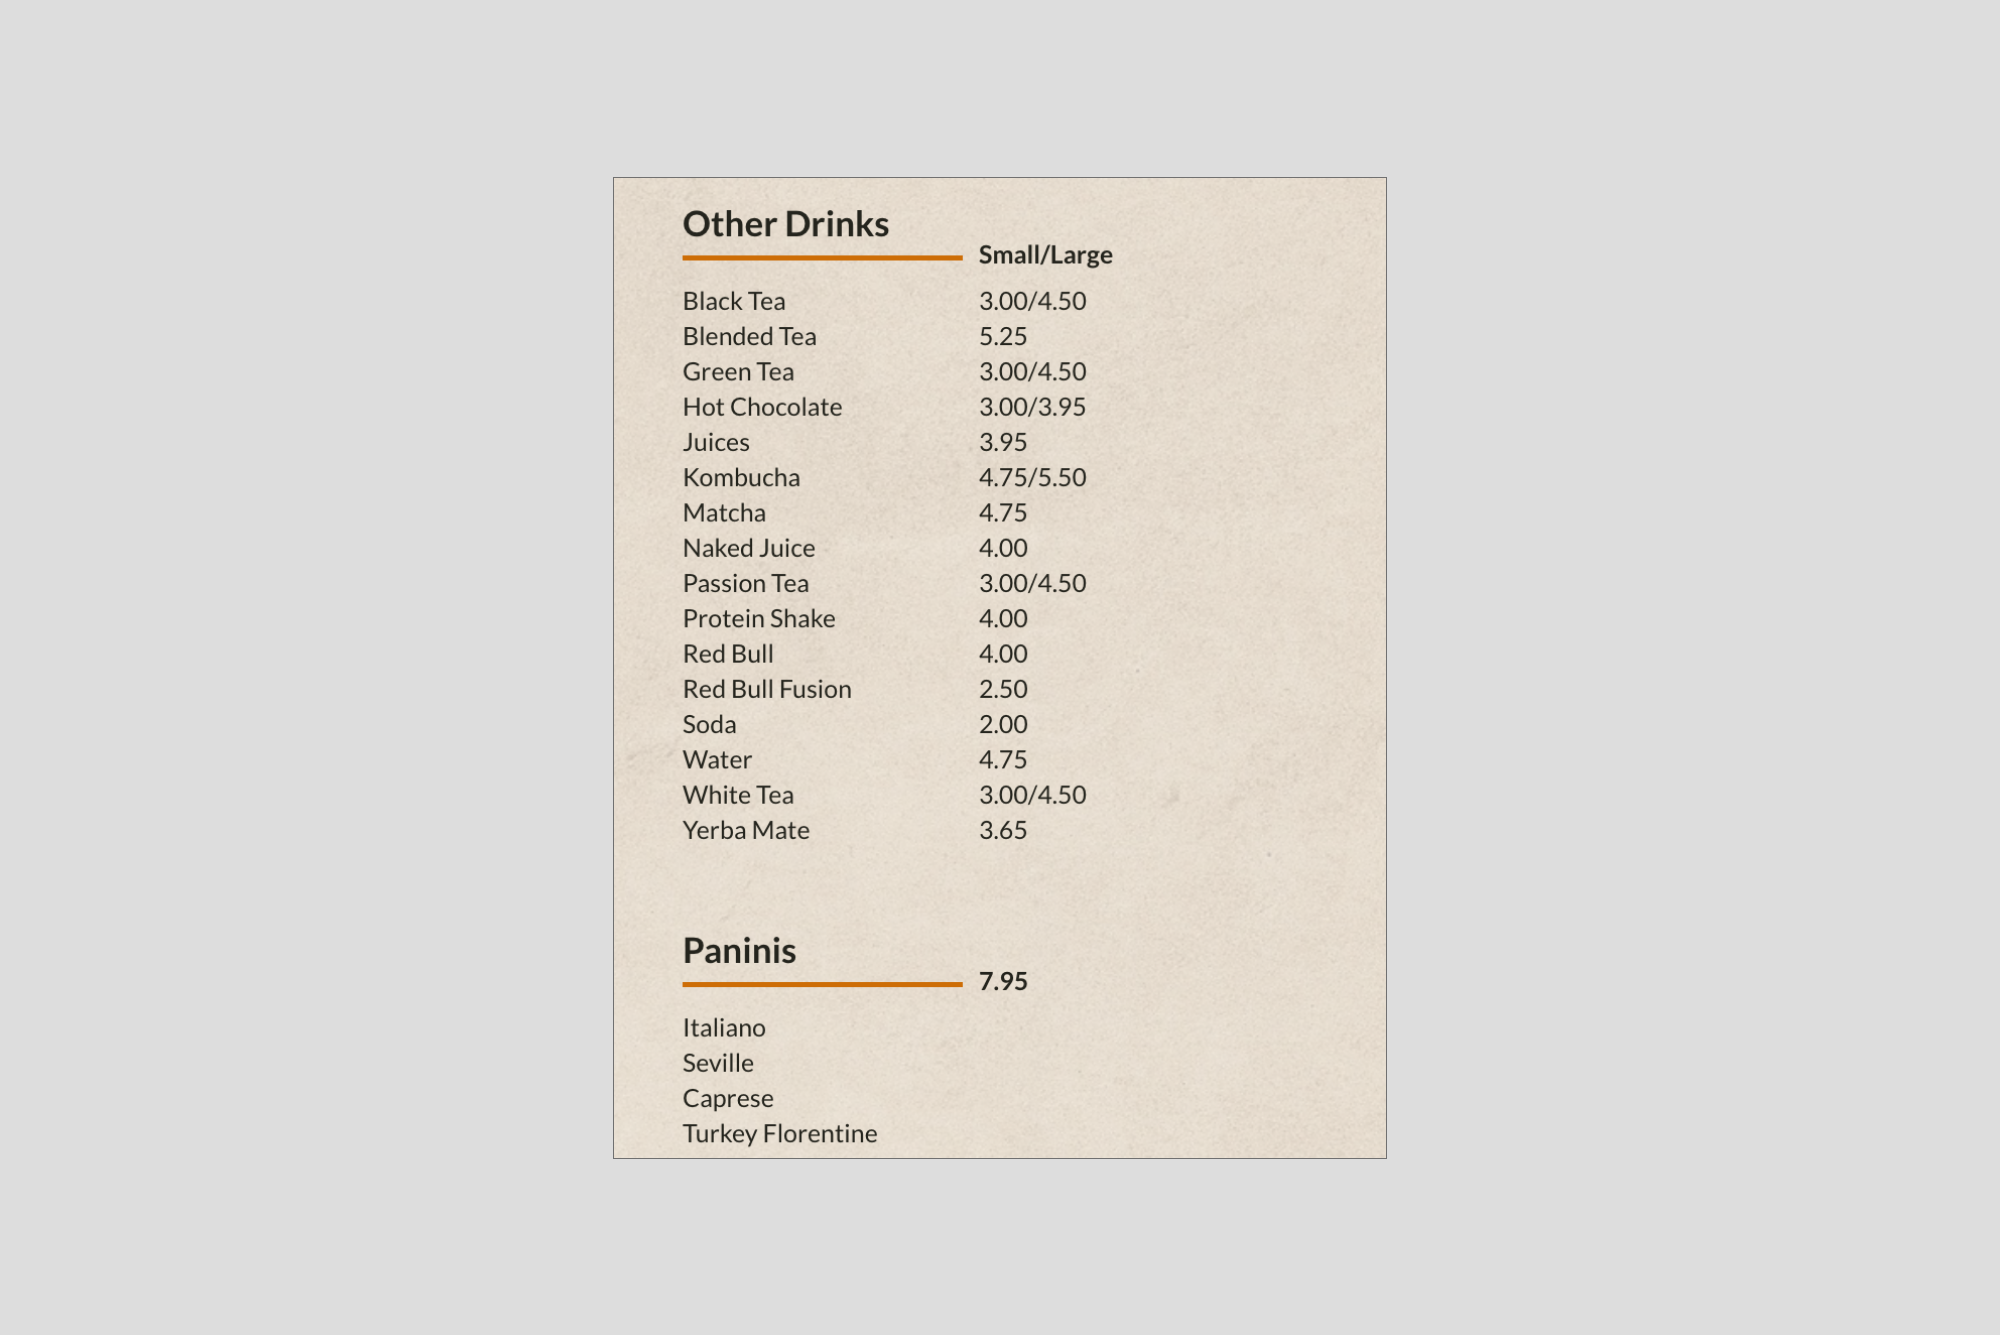 Other Drinks
Small/Large
Black Tea 3.00/4.50
Blended Tea 5.25
Green Tea 3.00/4.50
Hot Chocolate 3.00/3.95
Juices 3.95
Kombucha 4.75/5.50
Matcha 4.75
Naked Juice 4.00
Passion Tea 3.00/4.50
Protein Shake 4.00
Red Bull 4.00
Red Bull Fusion 2.50
Soda 2.00
Water 4.75
White Tea 3.00/4.50
Yerba Mate 3.65
Paninis
7.95
Italiano
Seville
Caprese
Turkey Florentine